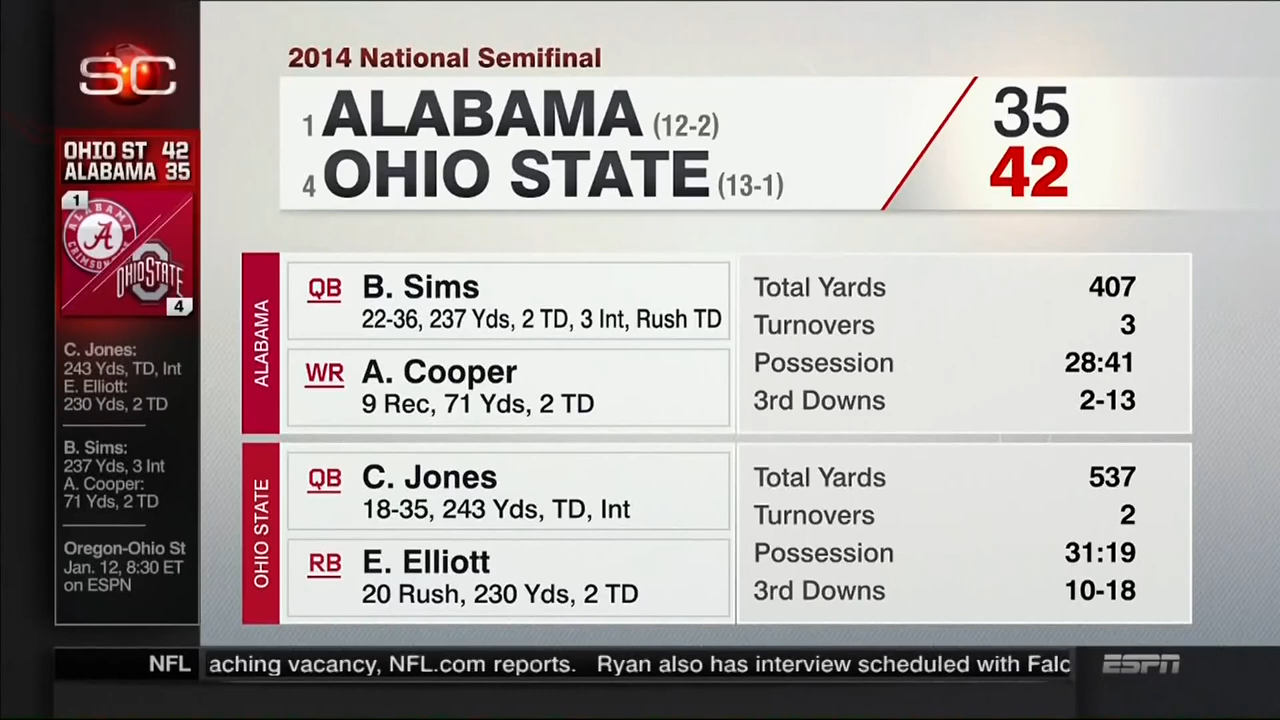 SC
OHIO ST 42
ALABAMA 35
1
ALABAMA
A
CRIMSON
OHIO STATE
4
C. Jones:
243 Yds, TD, Int
E. Elliott:
230 Yds, 2 TD
B. Sims:
237 Yds, 3 Int
A. Cooper:
71 Yds, 2 TD
Oregon-Ohio St
Jan. 12, 8:30 ET
on ESPN
2014 National Semifinal
1 ALABAMA (12-2) 35
4 OHIO STATE (13-1) 42
ALABAMA
QB B. Sims
22-36, 237 Yds, 2 TD, 3 Int, Rush TD
WR A. Cooper
9 Rec, 71 Yds, 2 TD
Total Yards 407
Turnovers 3
Possession 28:41
3rd Downs 2-13
OHIO STATE
QB C. Jones
18-35, 243 Yds, TD, Int
RB E. Elliott
20 Rush, 230 Yds, 2 TD
Total Yards 537
Turnovers 2
Possession 31:19
3rd Downs 10-18
NFL aching vacancy, NFL.com reports. Ryan also has interview scheduled with Falc ESPN